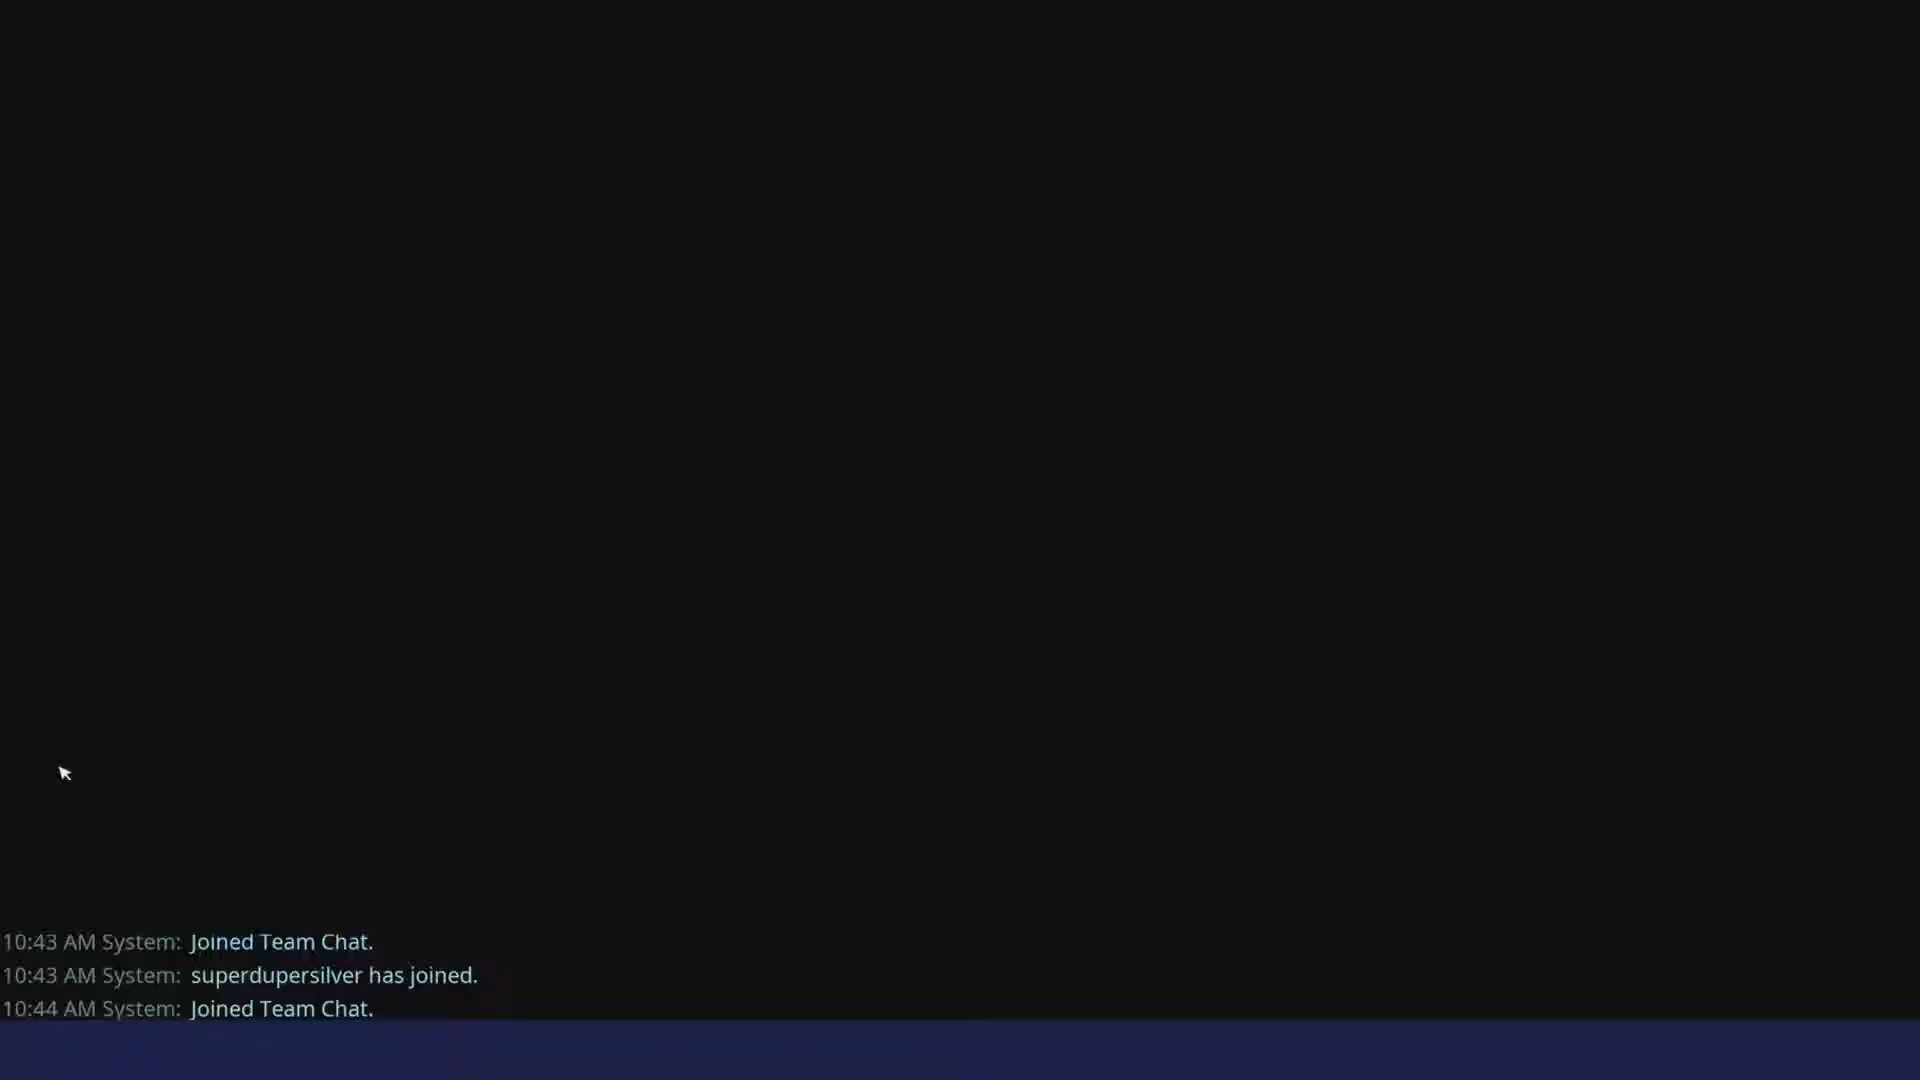 10:43 AM System: Joined Team Chat.
10:43 AM System: superdupersilver has joined.
10:44 AM System: Joined Team Chat.